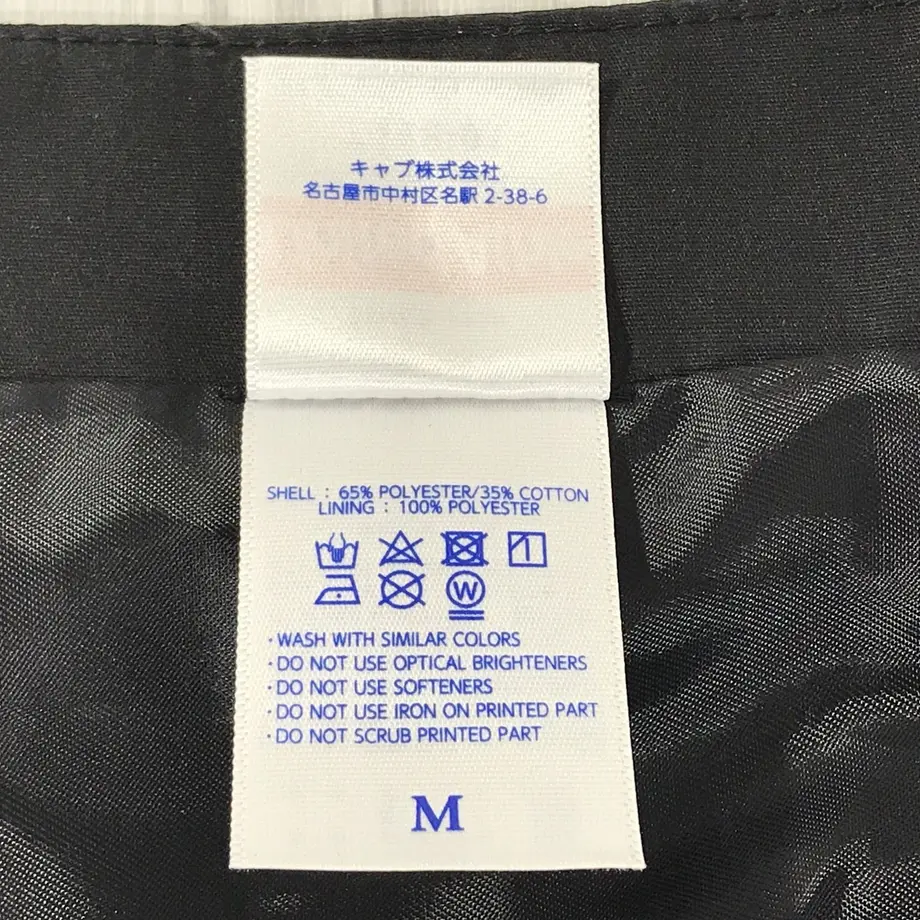 キャブ株式会社
名古屋市中村区名駅 2-38-6
SHELL : 65% POLYESTER/35% COTTON
LINING : 100% POLYESTER
W
・WASH WITH SIMILAR COLORS
・DO NOT USE OPTICAL BRIGHTENERS
・DO NOT USE SOFTENERS
・DO NOT USE IRON ON PRINTED PART
・DO NOT SCRUB PRINTED PART
M